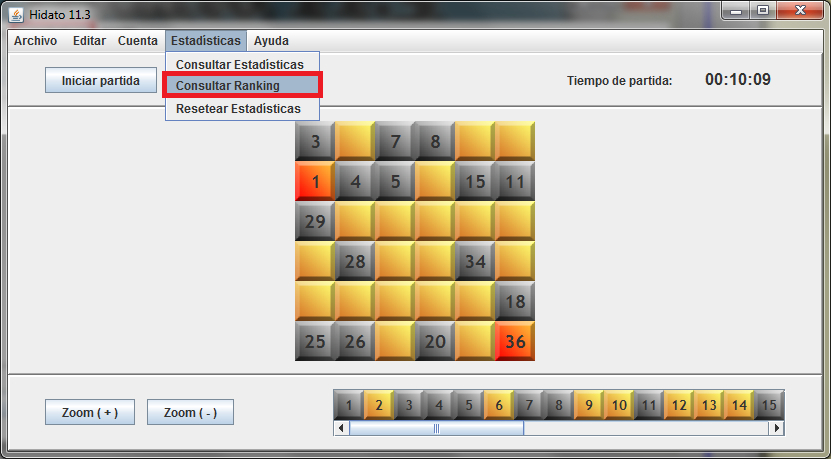 Hidato 11.3
Archivo Editar Cuenta Estadisticas Ayuda
Consultar Estadisticas
Consultar Ranking
Resetear Estadisticas
Iniciar partida
Tiempo de partida: 00:10:09
3 7 8
1 4 5 15 11
29
28 34
18
25 26 20 36
Zoom ( + ) Zoom ( - )
1 2 3 4 5 6 7 8 9 10 11 12 13 14 15